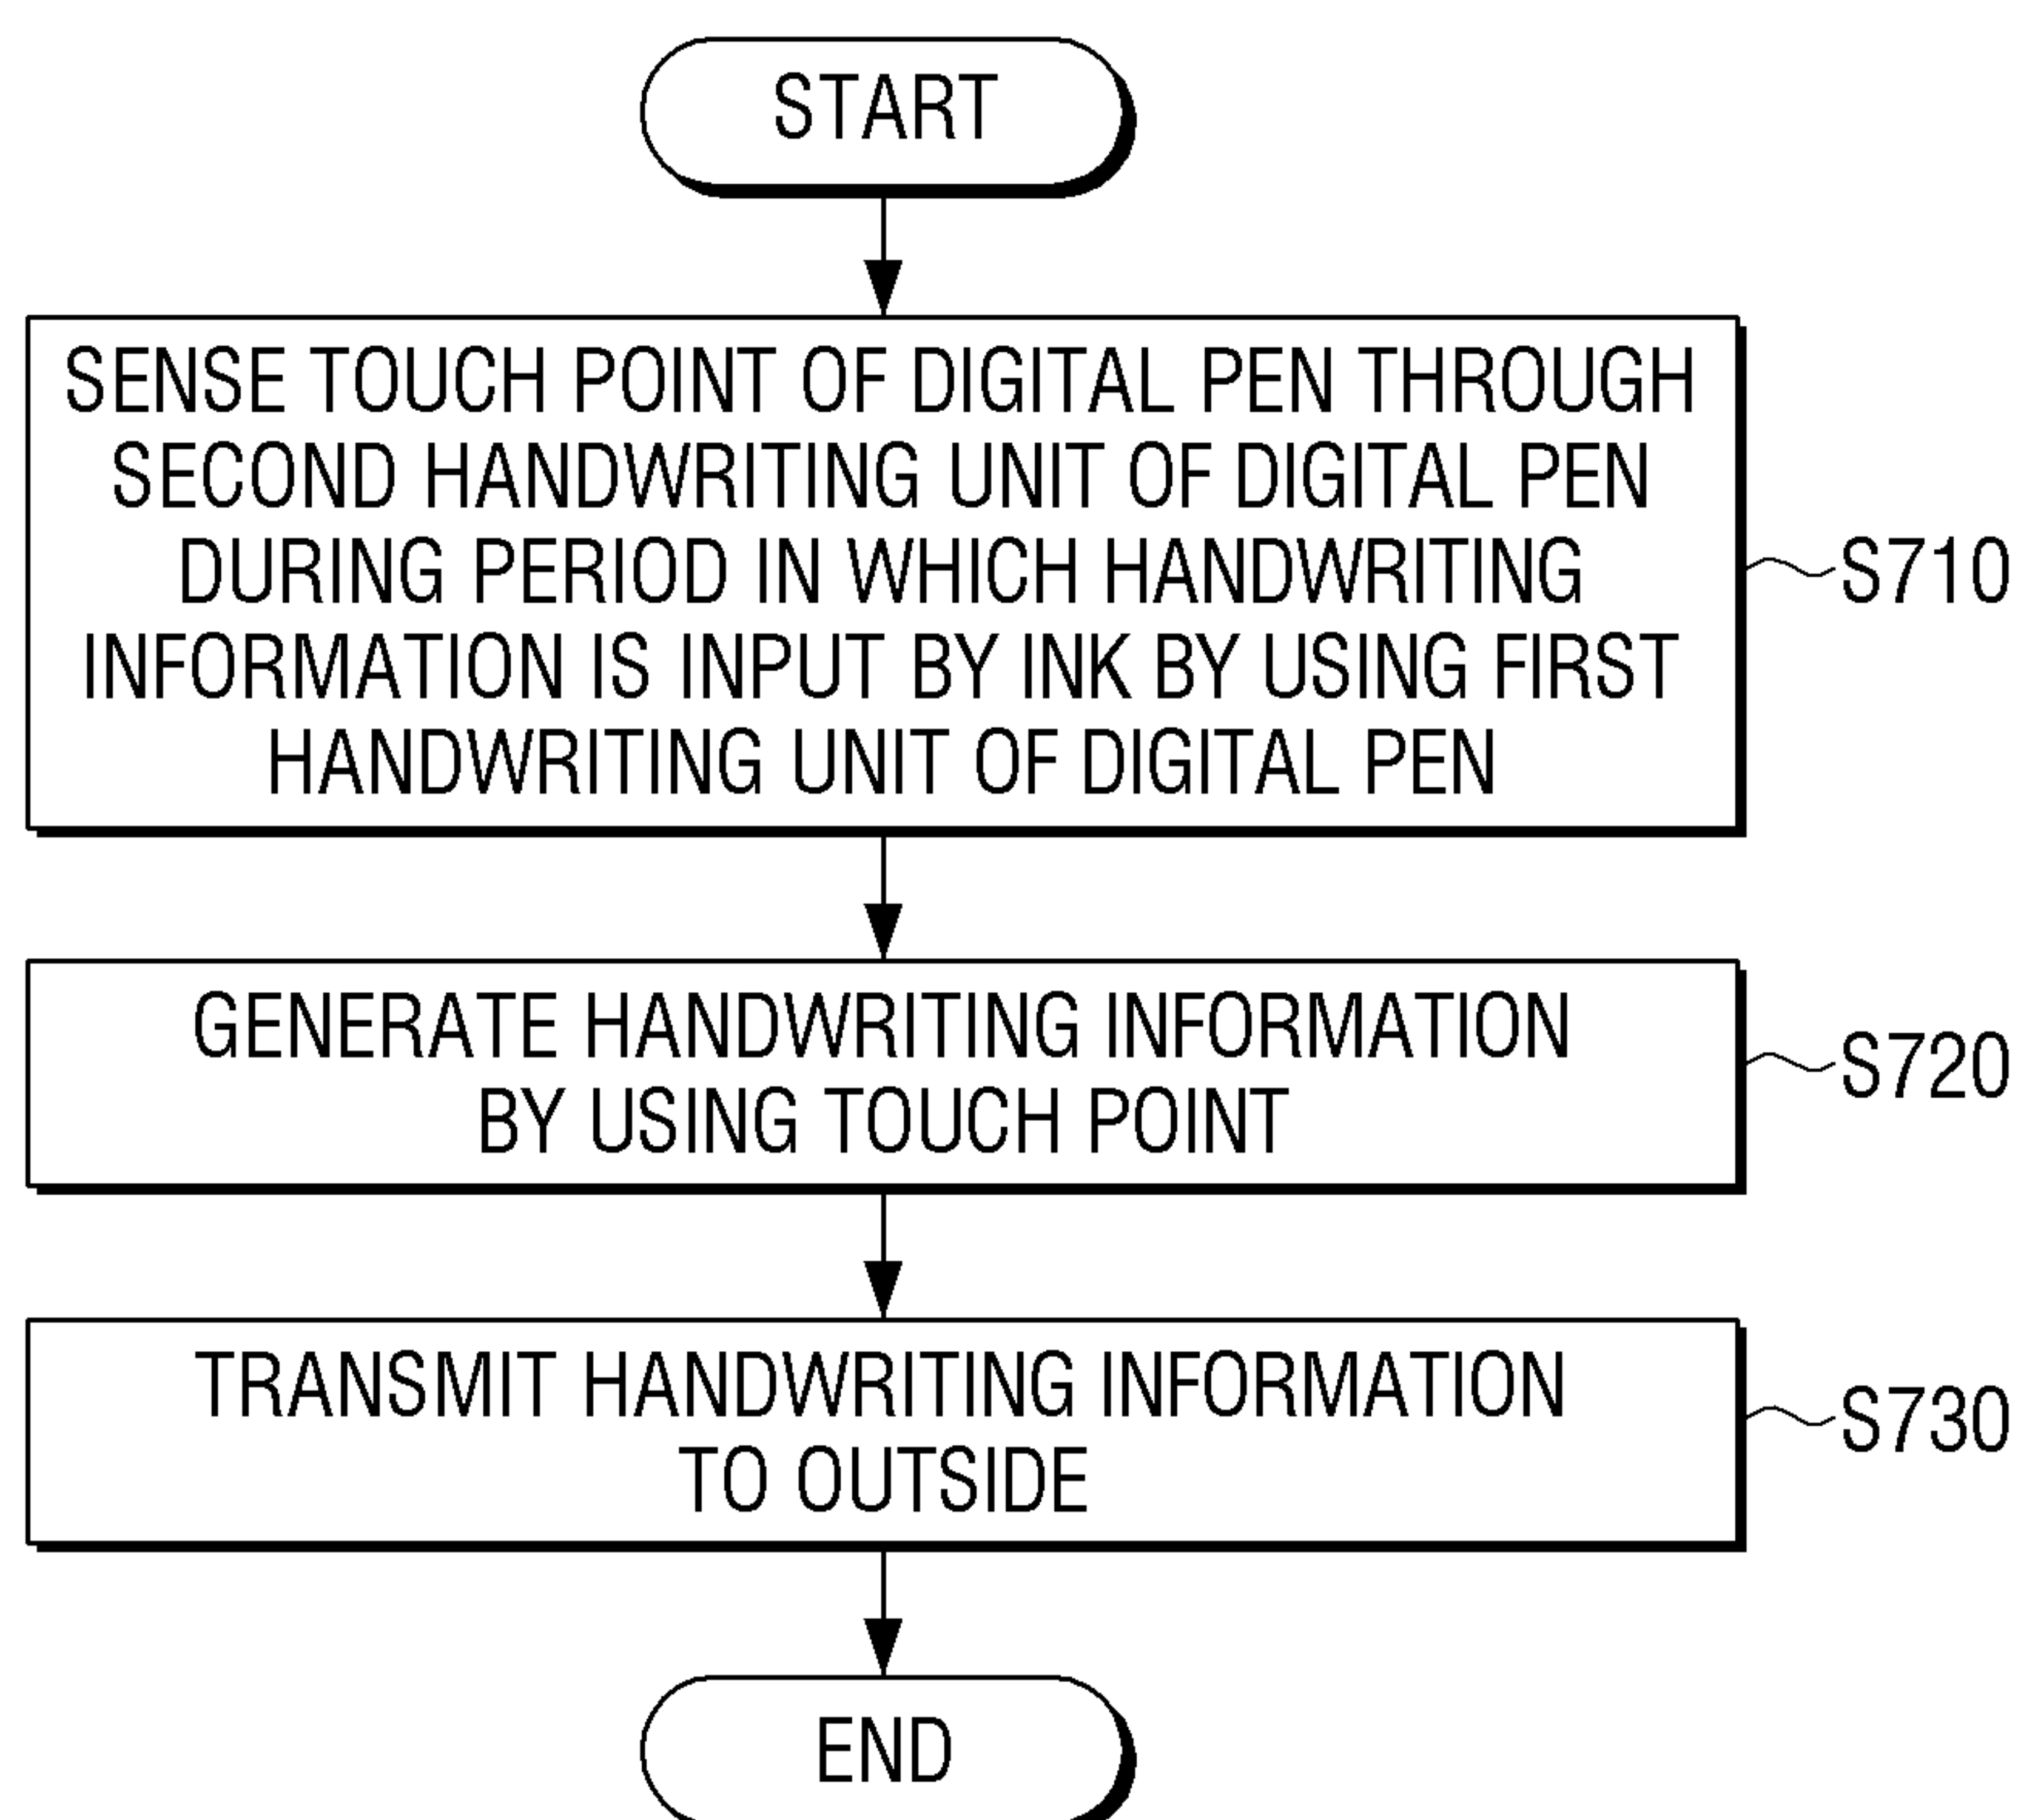 START
SENSE TOUCH POINT OF DIGITAL PEN THROUGH
SECOND HANDWRITING UNIT OF DIGITAL PEN
DURING PERIOD IN WHICH HANDWRITING
INFORMATION IS INPUT BY INK BY USING FIRST
HANDWRITING UNIT OF DIGITAL PEN
S710
GENERATE HANDWRITING INFORMATION
BY USING TOUCH POINT
S720
TRANSMIT HANDWRITING INFORMATION
TO OUTSIDE
S730
END